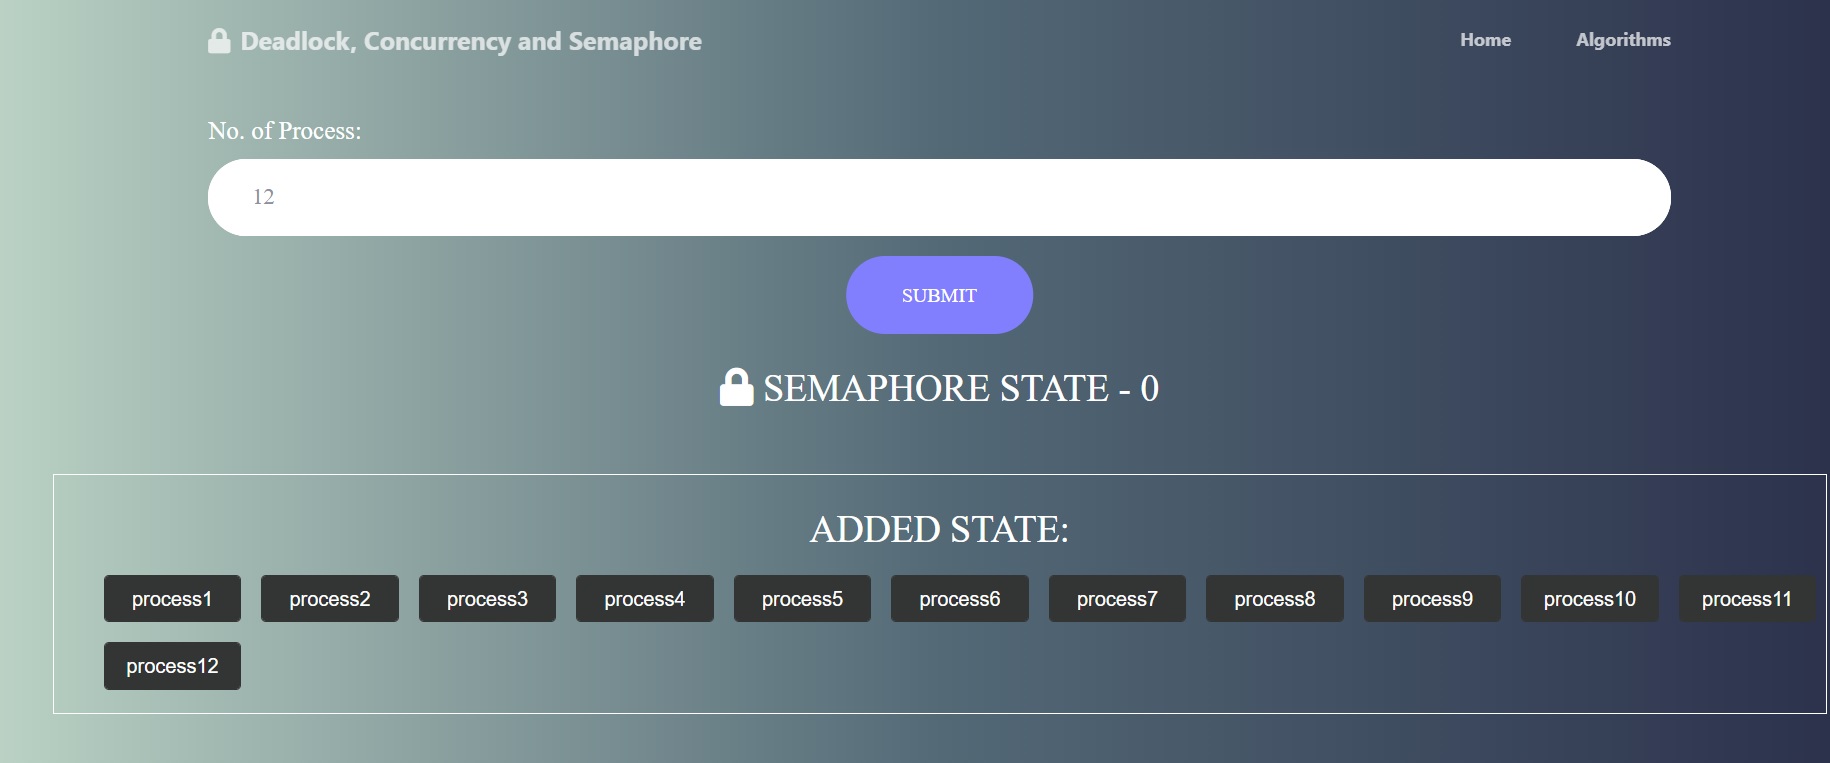 Deadlock, Concurrency and Semaphore Home Algorithms
No. of Process:
12
SUBMIT
SEMAPHORE STATE - 0
ADDED STATE:
process1 process2 process3 process4 process5 process6 process7 process8 process9 process10 process11
process12